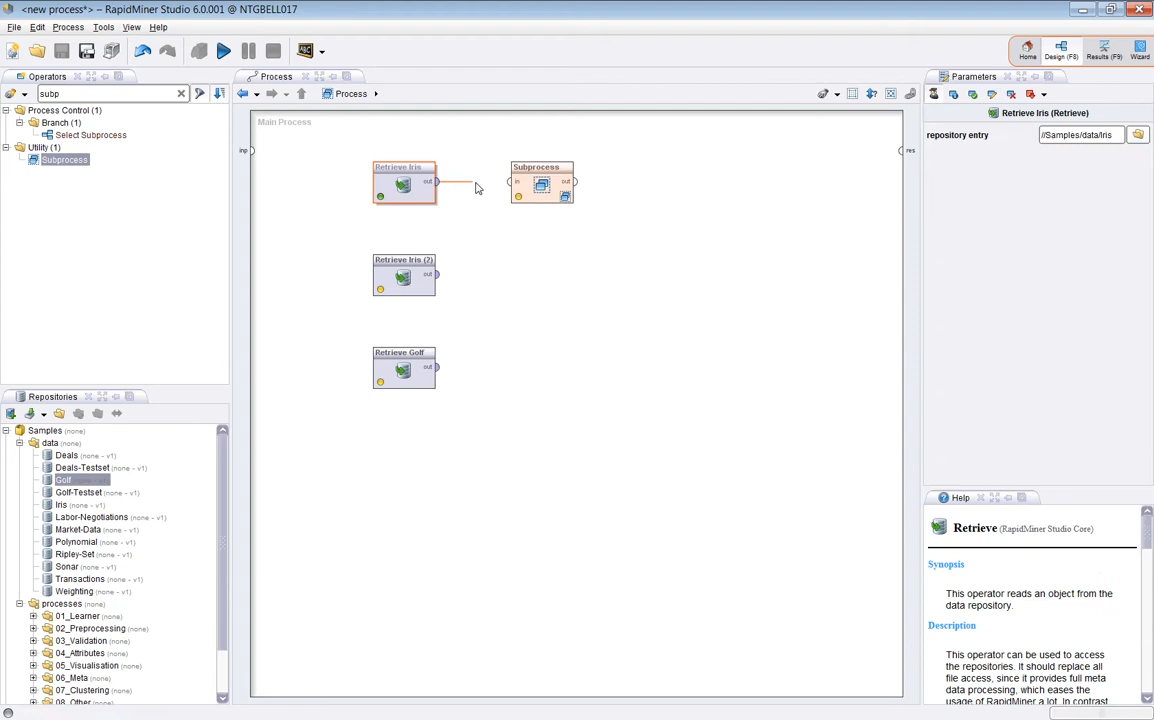 <new process*> – RapidMiner Studio 6.0.001 @ NTGBELL017
File Edit Process Tools View Help
ABC
Home Design (F8) Results (F9) Wizard
Operators
subp
Process Control (1)
Branch (1)
Select Subprocess
Utility (1)
Subprocess
Repositories
Samples (none)
data (none)
Deals (none - v1)
Deals-Testset (none - v1)
Golf (none - v1)
Golf-Testset (none - v1)
Iris (none - v1)
Labor-Negotiations (none - v1)
Market-Data (none - v1)
Polynomial (none - v1)
Ripley-Set (none - v1)
Sonar (none - v1)
Transactions (none - v1)
Weighting (none - v1)
processes (none)
01_Learner (none)
02_Preprocessing (none)
03_Validation (none)
04_Attributes (none)
05_Visualisation (none)
06_Meta (none)
07_Clustering (none)
08_Other (none)
Process
Process
Main Process
inp
res
Retrieve Iris
out
Subprocess
in out
Retrieve Iris (2)
out
Retrieve Golf
out
Parameters
Retrieve Iris (Retrieve)
repository entry //Samples/data/Iris
Help
Retrieve (RapidMiner Studio Core)
Synopsis
This operator reads an object from the
data repository.
Description
This operator can be used to access
the repositories. It should replace all
file access, since it provides full meta
data processing, which eases the
usage of RapidMiner a lot. In contrast